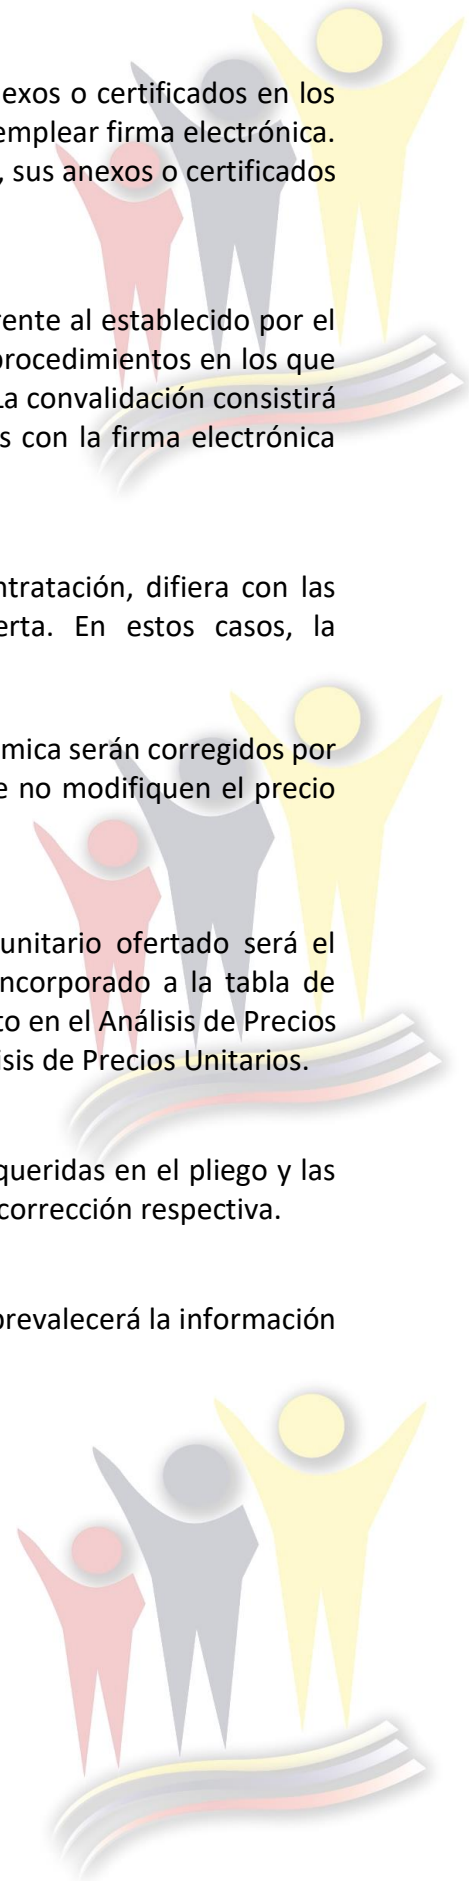 exos o certificados en los
emplear firma electrónica.
, sus anexos o certificados
rente al establecido por el
procedimientos en los que
La convalidación consistirá
s con la firma electrónica
ntratación, difiera con las
erta. En estos casos, la
mica serán corregidos por
e no modifiquen el precio
unitario ofertado será el
incorporado a la tabla de
to en el Análisis de Precios
isis de Precios Unitarios.
queridas en el pliego y las
corrección respectiva.
prevalecerá la información